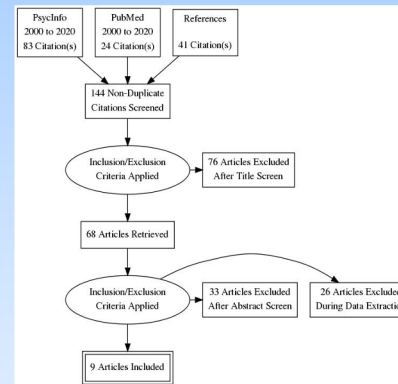 PsycInfo
2000 to 2020
83 Citation(s)
PubMed
2000 to 2020
24 Citation(s)
References
41 Citation(s)
144 Non-Duplicate
Citations Screened
Inclusion/Exclusion
Criteria Applied
76 Articles Excluded
After Title Screen
68 Articles Retrieved
Inclusion/Exclusion
Criteria Applied
33 Articles Excluded
After Abstract Screen
26 Articles Excluded
During Data Extraction
9 Articles Included